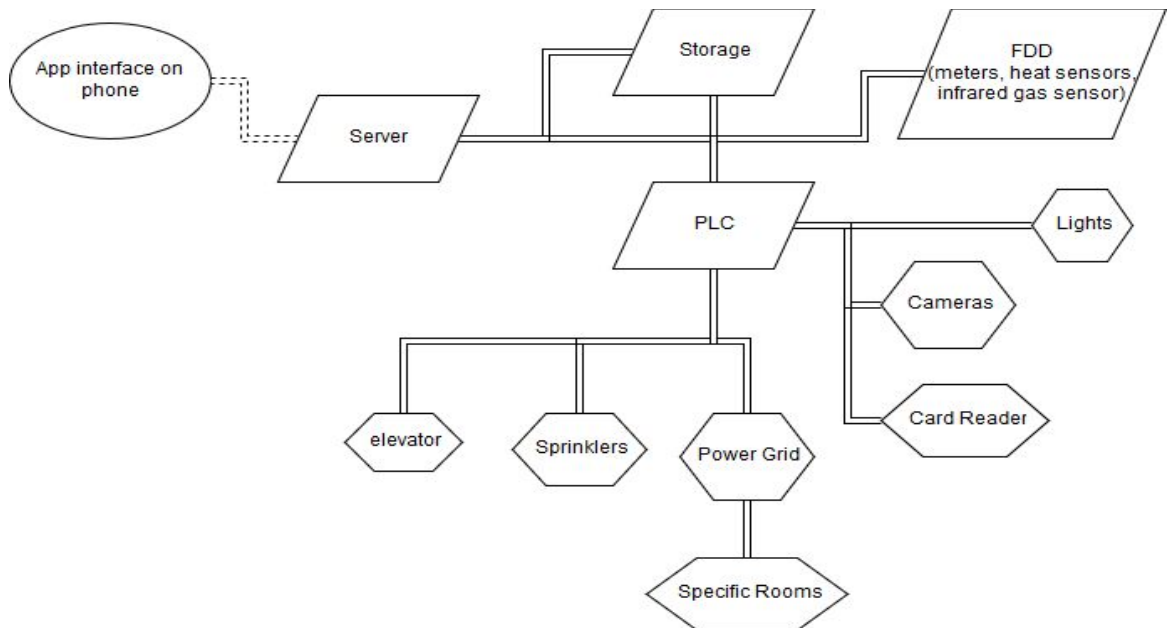 App interface on
phone
Storage
FDD
(meters, heat sensors,
infrared gas sensor)
Server
PLC
Lights
Cameras
Card Reader
elevator
Sprinklers
Power Grid
Specific Rooms